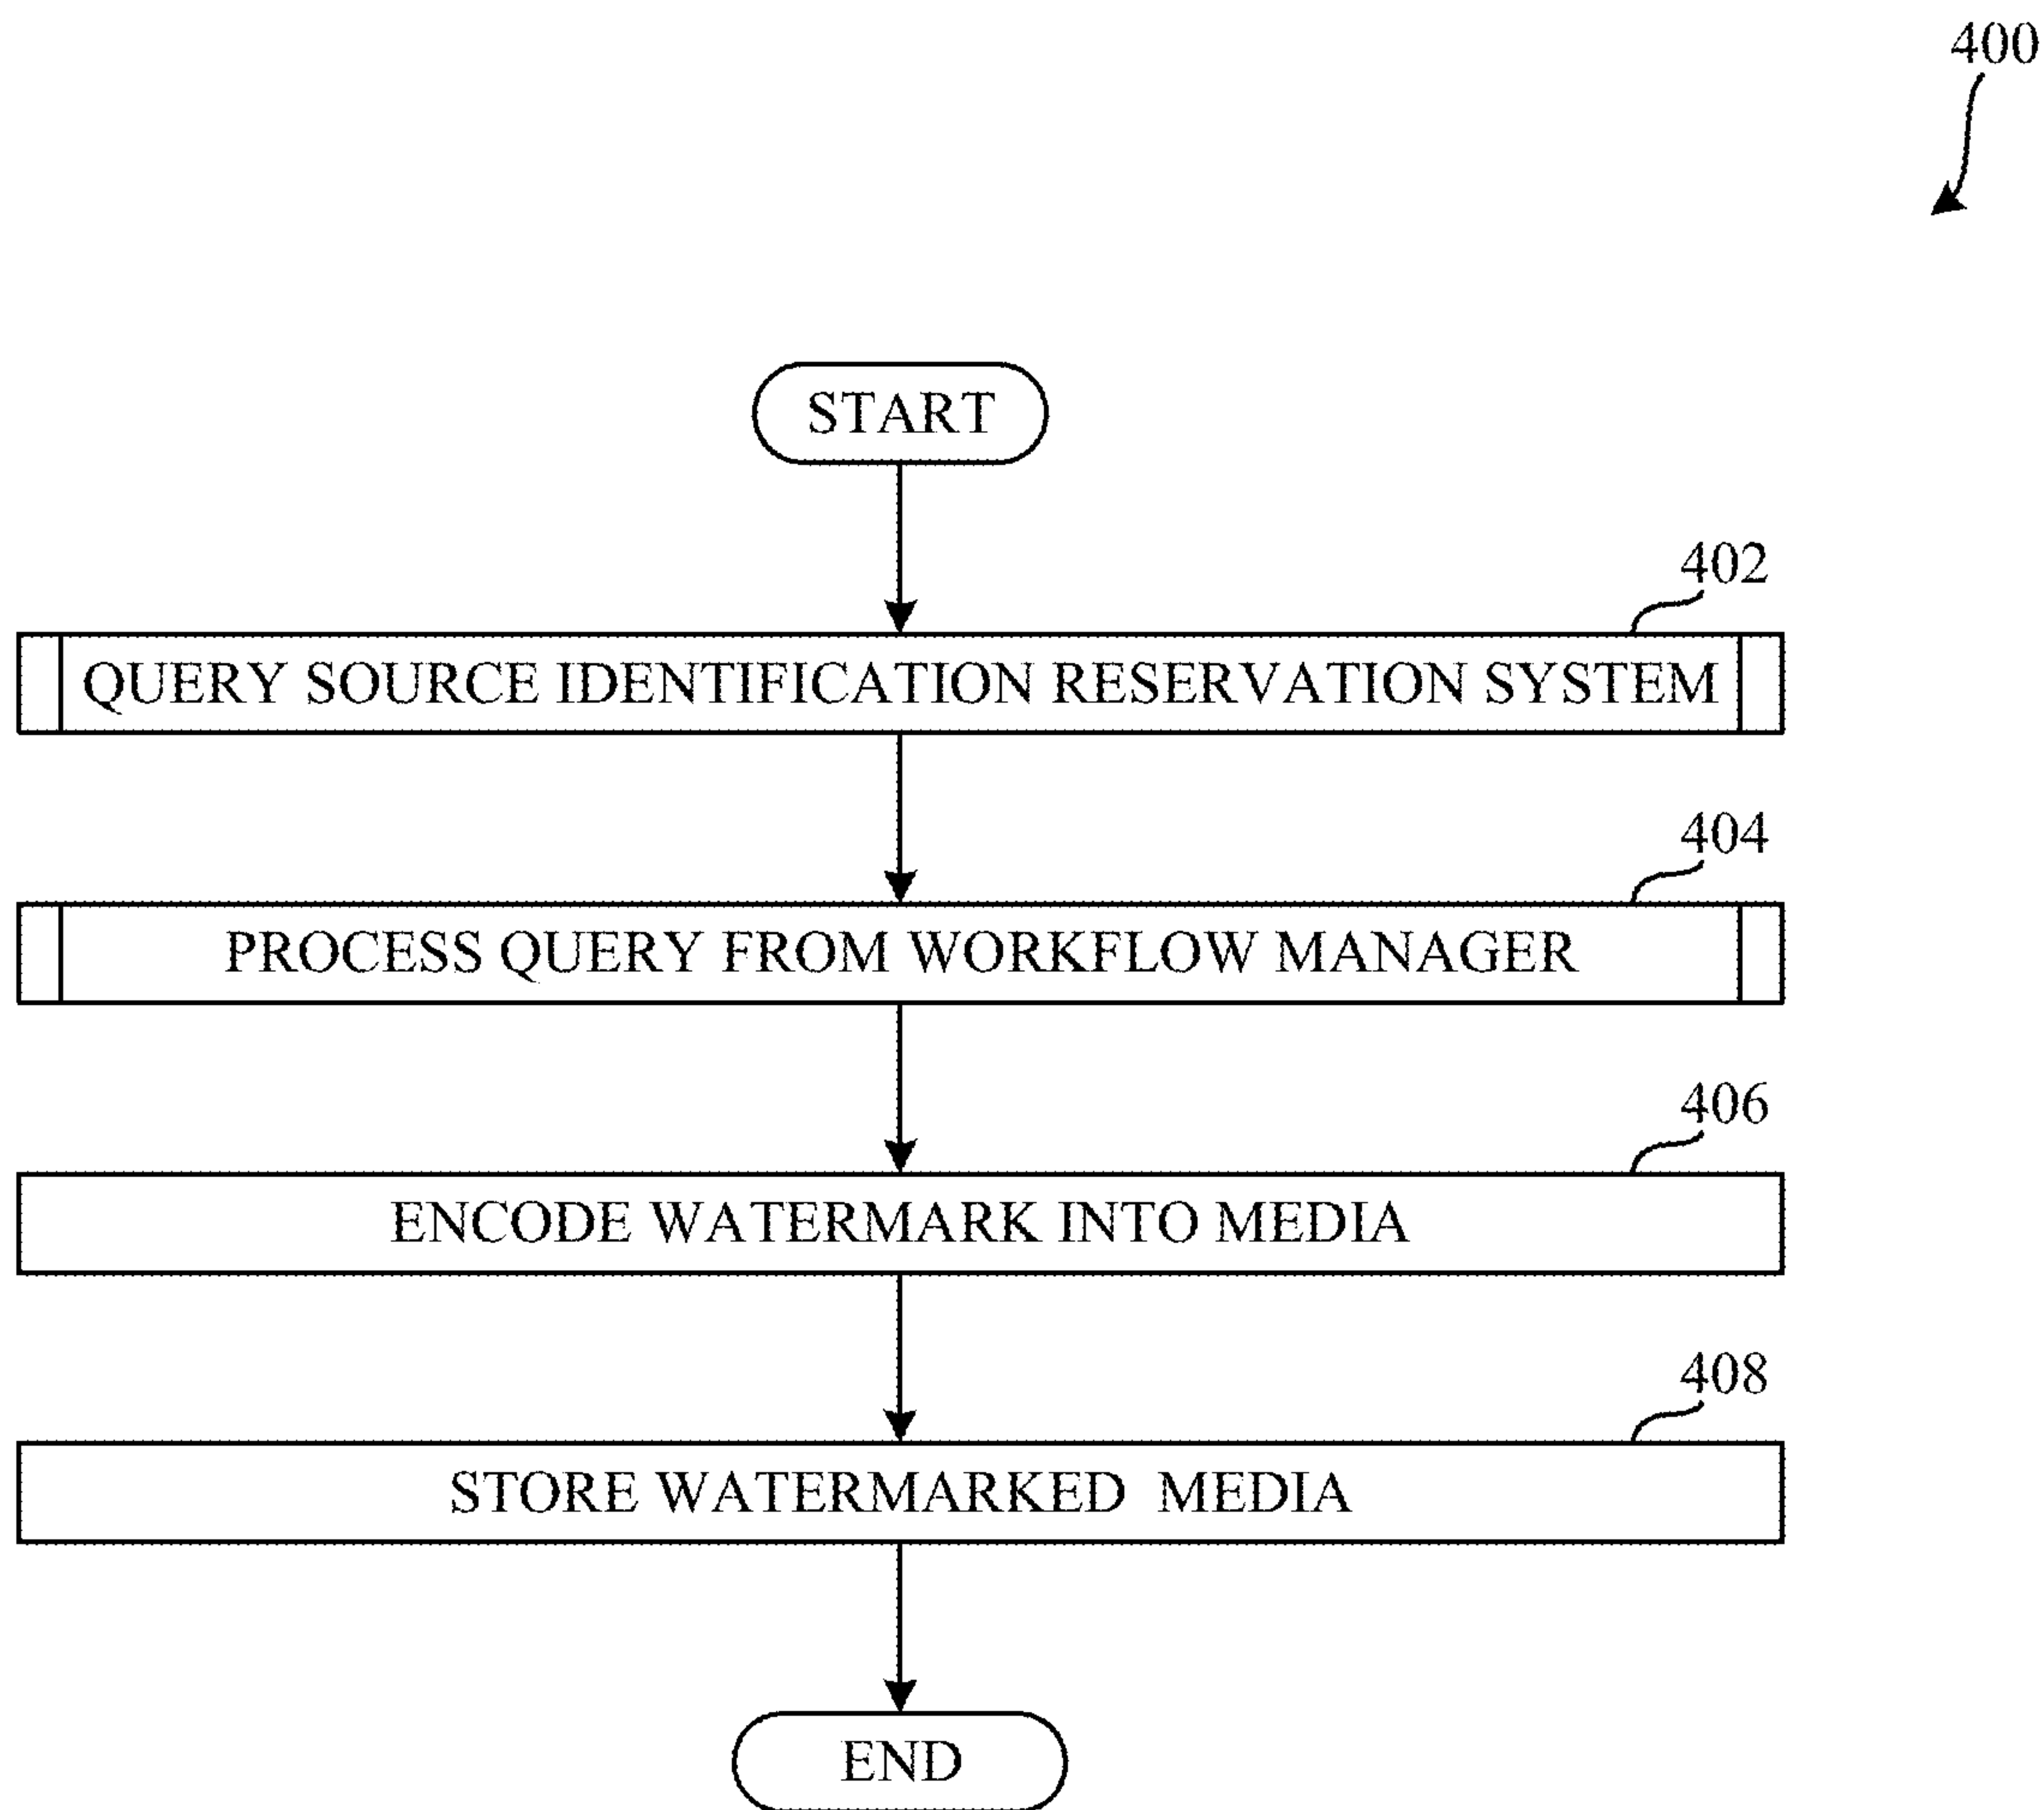 400
START
402
QUERY SOURCE IDENTIFICATION RESERVATION SYSTEM
404
PROCESS QUERY FROM WORKFLOW MANAGER
406
ENCODE WATERMARK INTO MEDIA
408
STORE WATERMARKED MEDIA
END